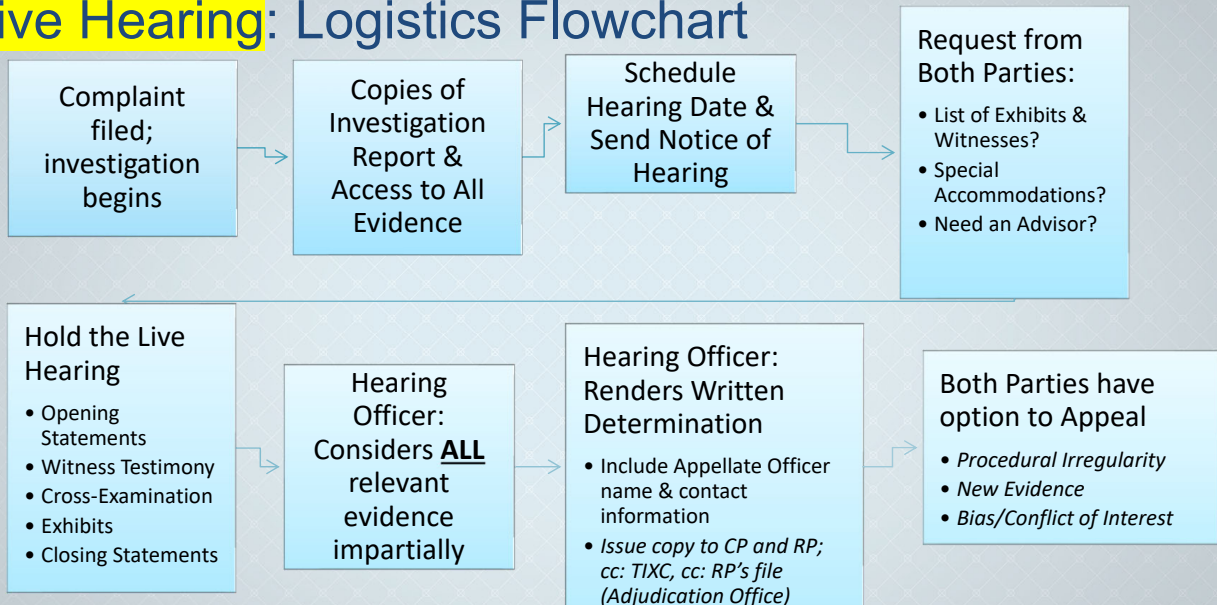 ive Hearing: Logistics Flowchart
Complaint
filed;
investigation
begins
Copies of
Investigation
Report &
Access to All
Evidence
Schedule
Hearing Date &
Send Notice of
Hearing
Request from
Both Parties:
• List of Exhibits &
Witnesses?
• Special
Accommodations?
• Need an Advisor?
Hold the Live
Hearing
• Opening
Statements
• Witness Testimony
• Cross-Examination
• Exhibits
• Closing Statements
Hearing
Officer:
Considers ALL
relevant
evidence
impartially
Hearing Officer:
Renders Written
Determination
• Include Appellate Officer
name & contact
information
• Issue copy to CP and RP;
cc: TIXC, cc: RP's file
(Adjudication Office)
Both Parties have
option to Appeal
• Procedural Irregularity
• New Evidence
• Bias/Conflict of Interest